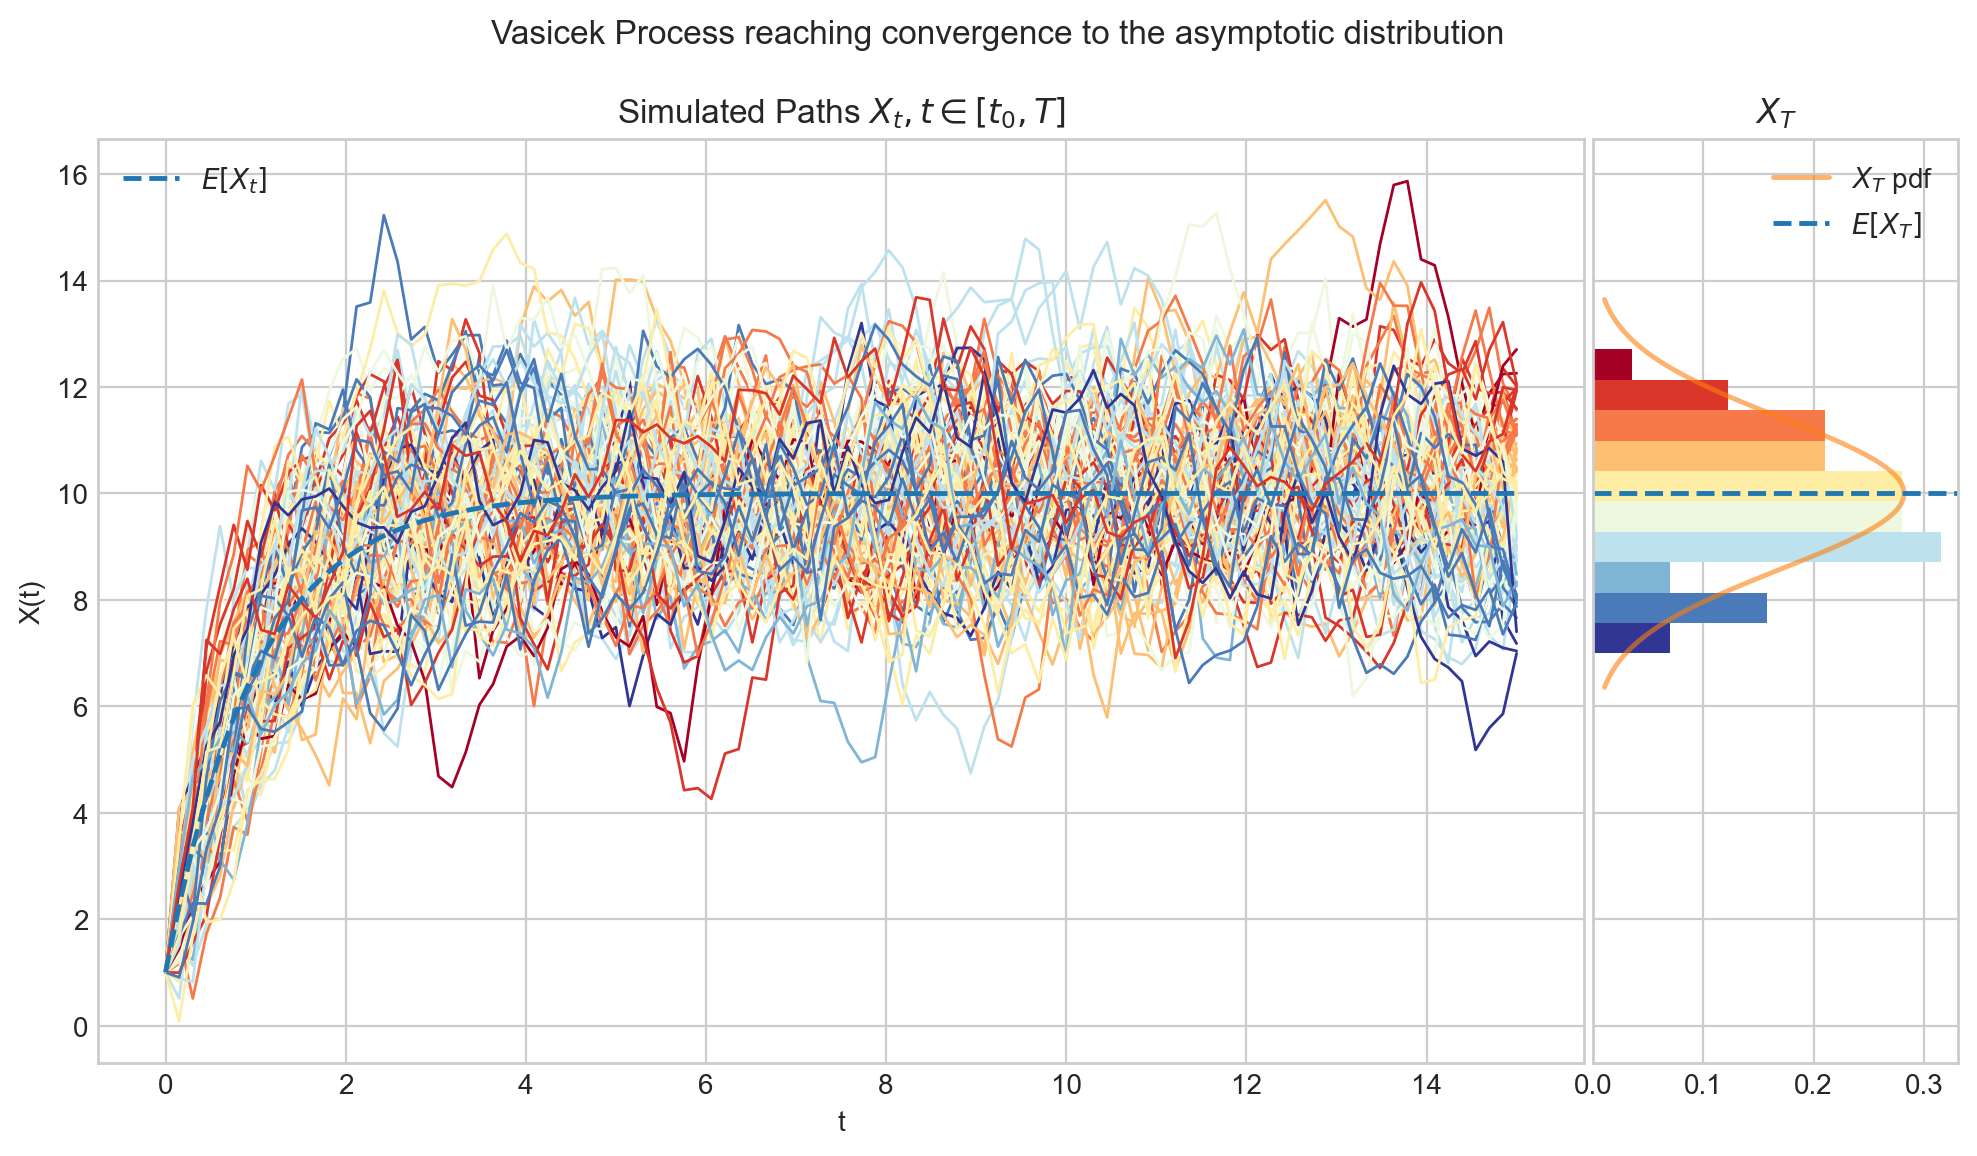 Vasicek Process reaching convergence to the asymptotic distribution
Simulated Paths $X_t, t \in [t_0, T]$
$X_T$
$E[X_t]$
$X_T$ pdf
$E[X_T]$
X(t)
16
14
12
10
8
6
4
2
0
0 2 4 6 8 10 12 14
0.0 0.1 0.2 0.3
t